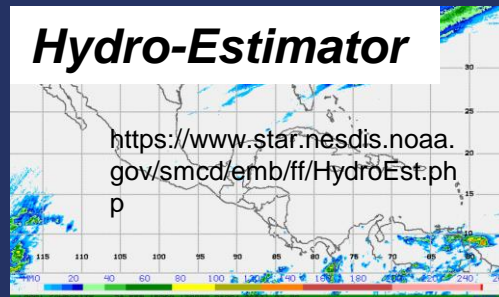 Hydro-Estimator
30
25
https://www.star.nesdis.noaa.
gov/smcd/emb/ff/HydroEst.ph
p
20
15
10
115 110 105 100 95 90 85 80 75 70 65 60
20 40 60 80 100 120 140 160 180 200 220 240